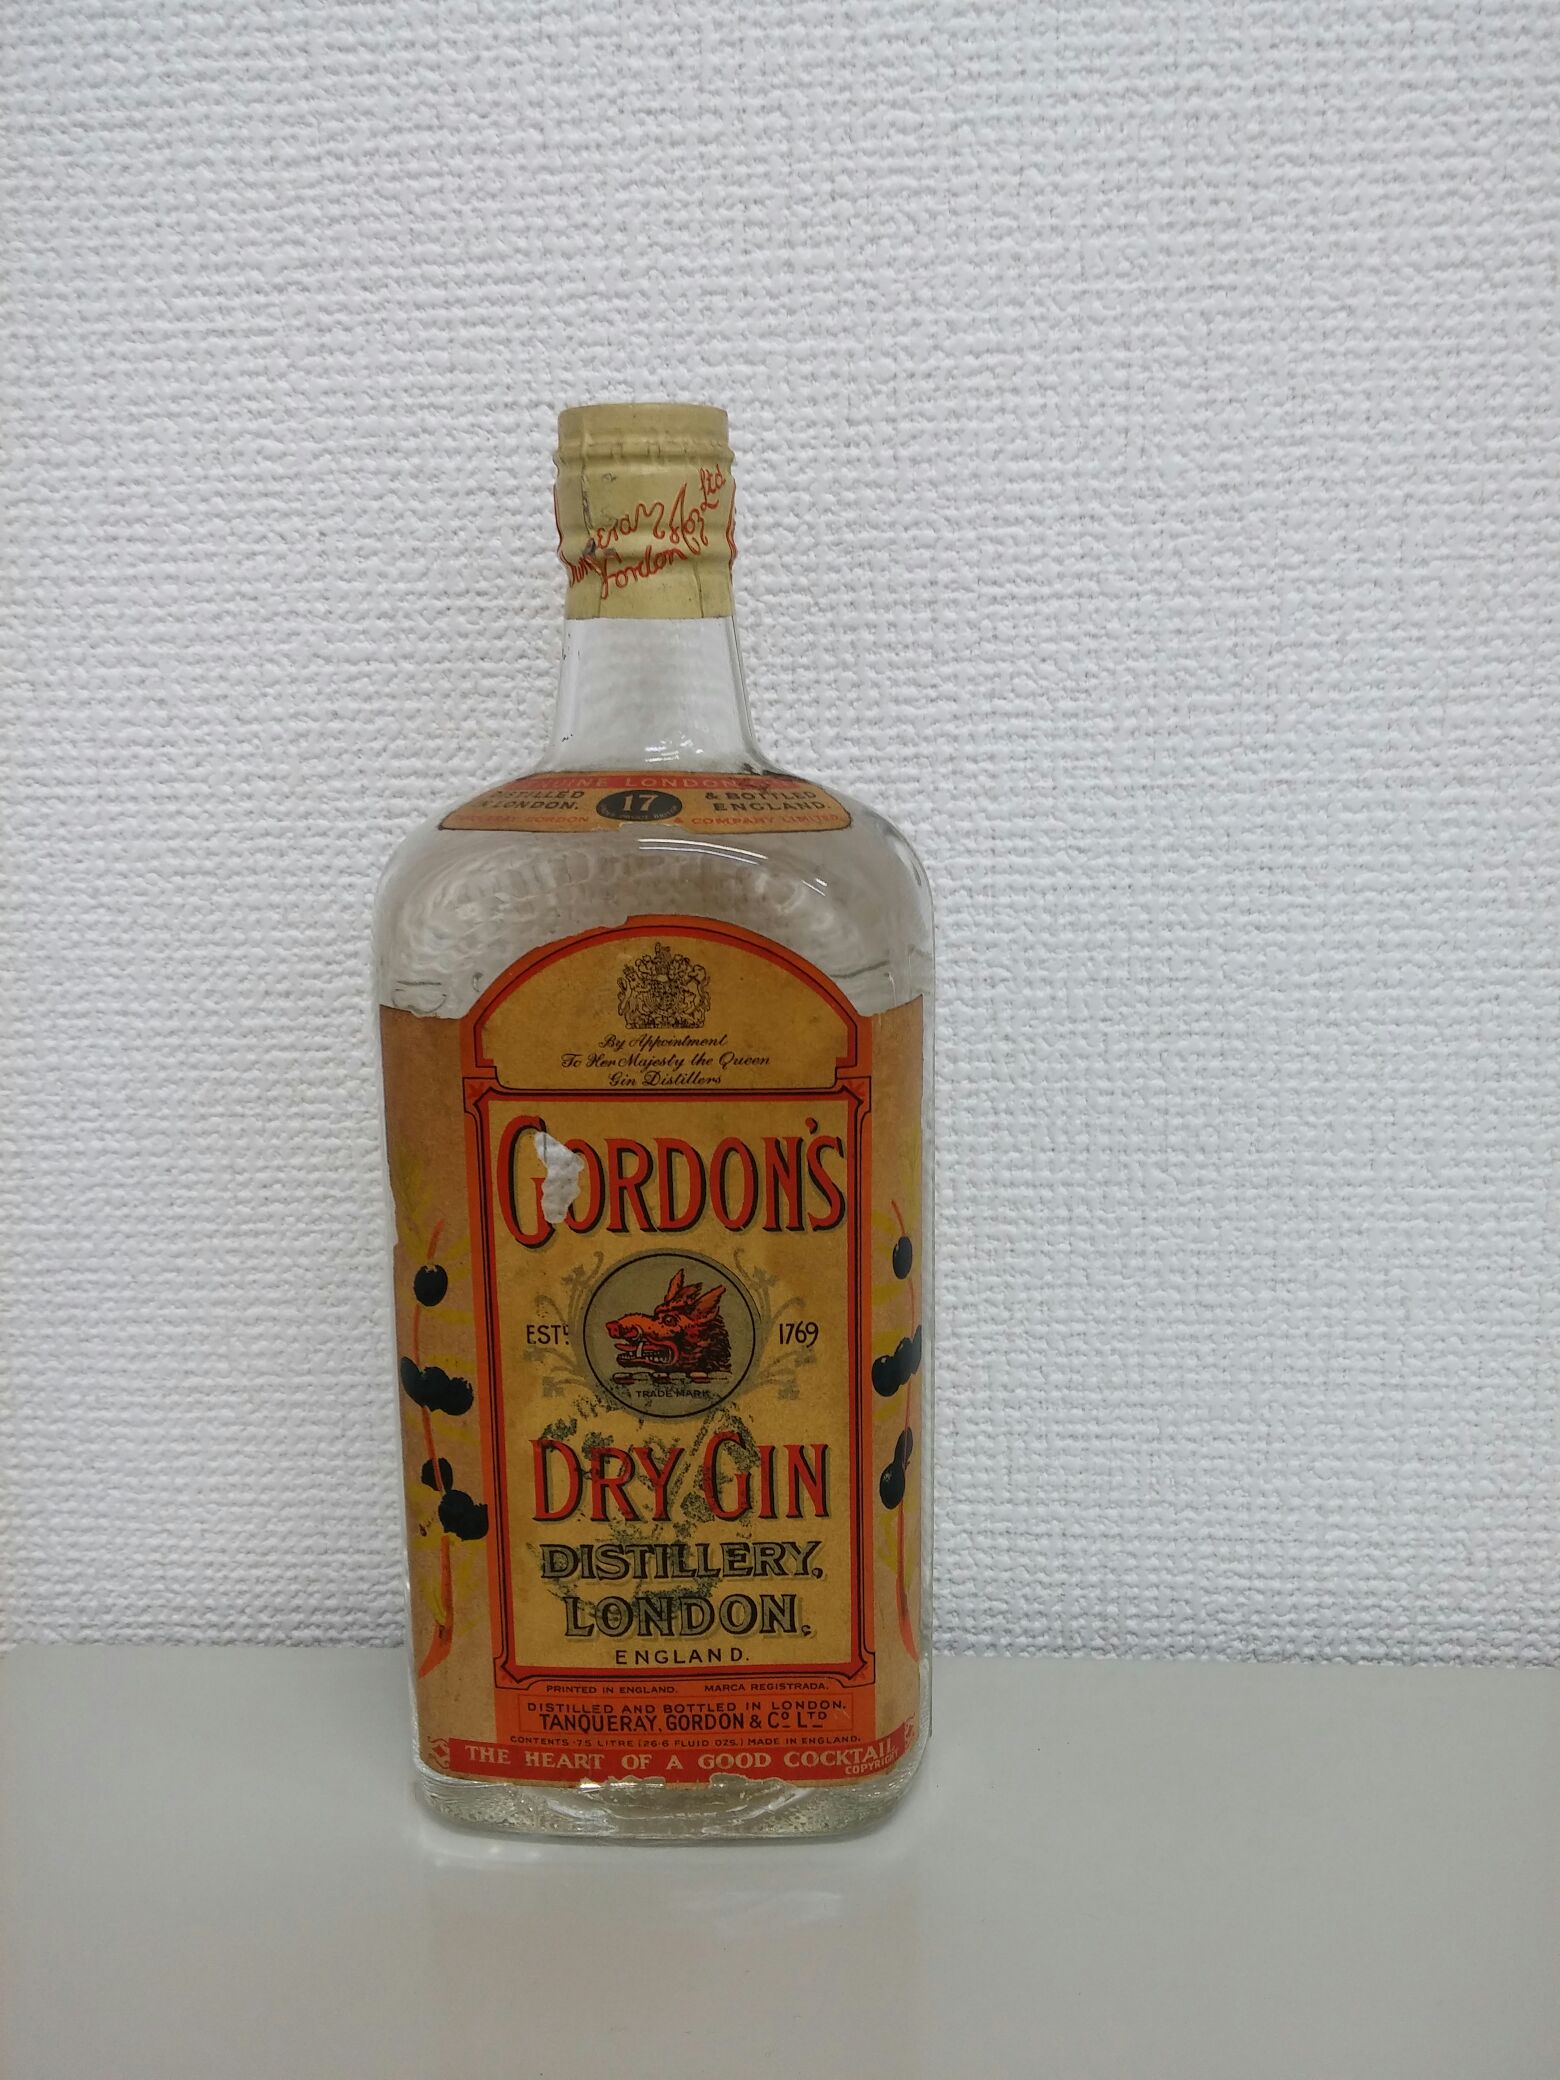 Gordon & Co Ltd
LONDON
DISTILLED & BOTTLED
LONDON. 17 ENGLAND.
GORDON & COMPANY LIMITED
By Appointment
To Her Majesty the Queen
Gin Distillers
GORDON'S
ESTD 1769
TRADE MARK
DRY GIN
DISTILLERY,
LONDON,
ENGLAND.
PRINTED IN ENGLAND. MARCA REGISTRADA.
DISTILLED AND BOTTLED IN LONDON.
TANQUERAY, GORDON & Co LTD
CONTENTS ·75 LITRE (26·6 FLUID OZS.) MADE IN ENGLAND.
THE HEART OF A GOOD COCKTAIL
COPYRIGHT